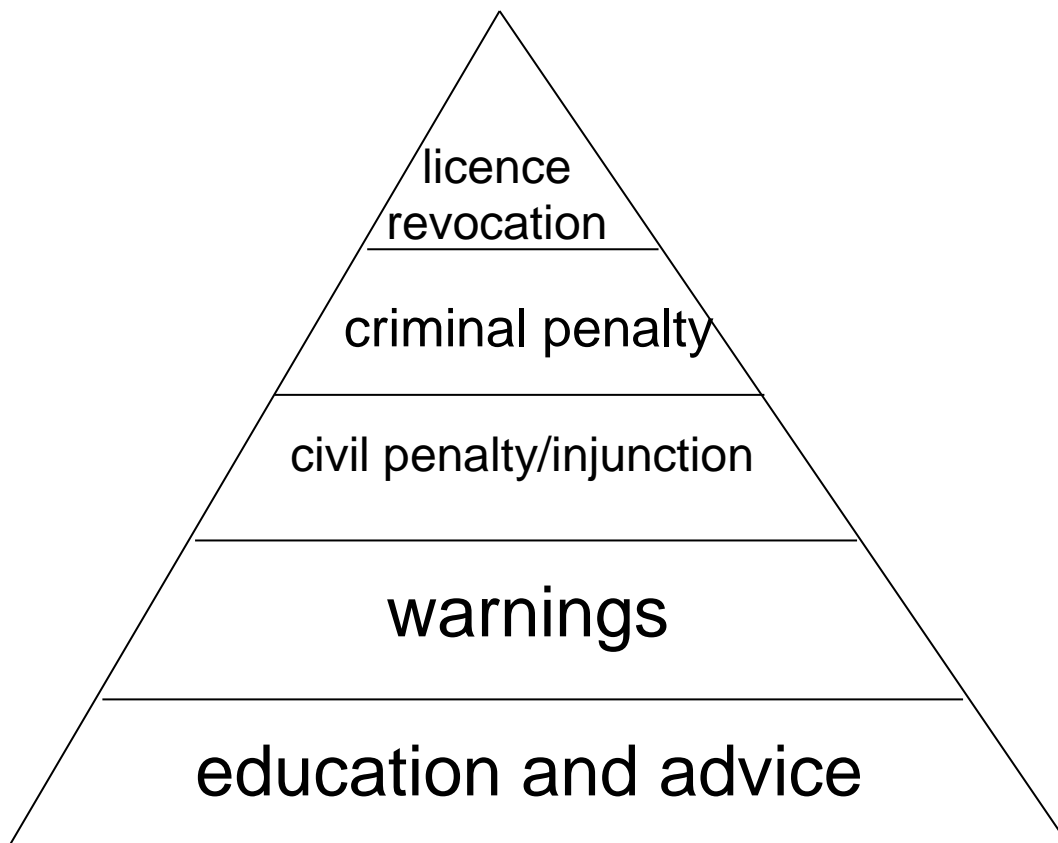 licence
revocation
criminal penalty
civil penalty/injunction
warnings
education and advice